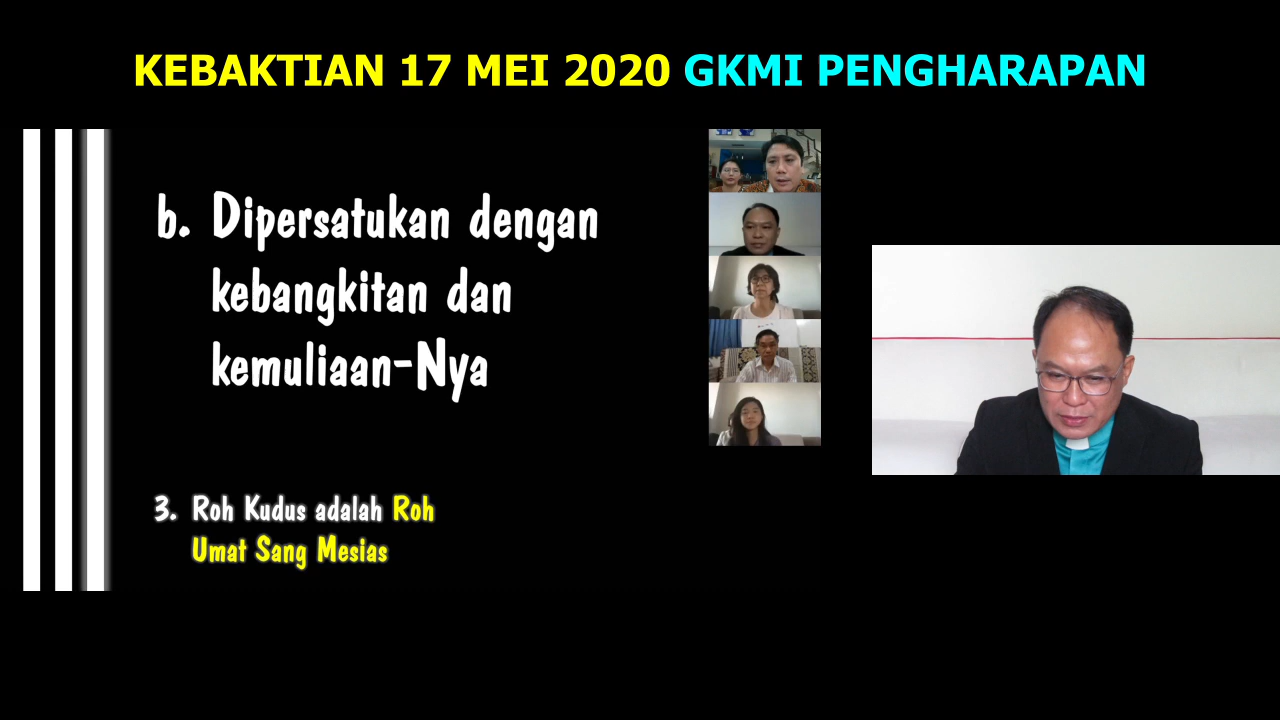 KEBAKTIAN 17 MEI 2020 GKMI PENGHARAPAN
b. Dipersatukan dengan
kebangkitan dan
kemuliaan-Nya
3. Roh Kudus adalah Roh
Umat Sang Mesias